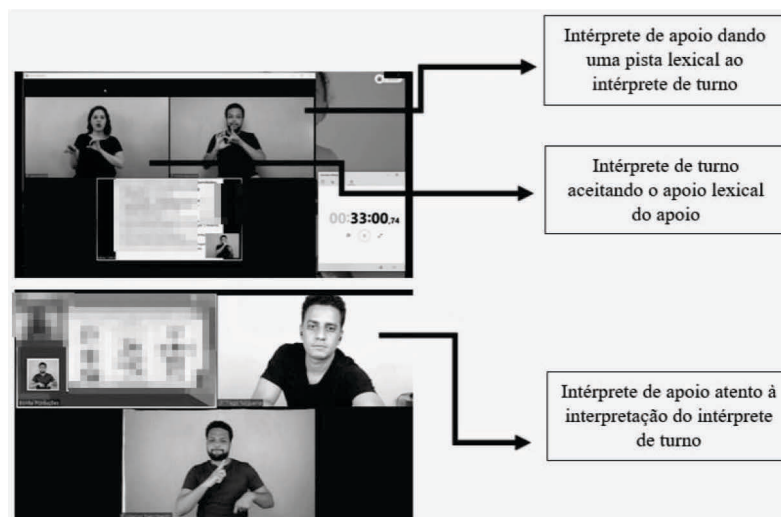 Intérprete de apoio dando
uma pista lexical ao
intérprete de turno
Intérprete de turno
aceitando o apoio lexical
do apoio
00:33:00,74
Intérprete de apoio atento à
interpretação do intérprete
de turno